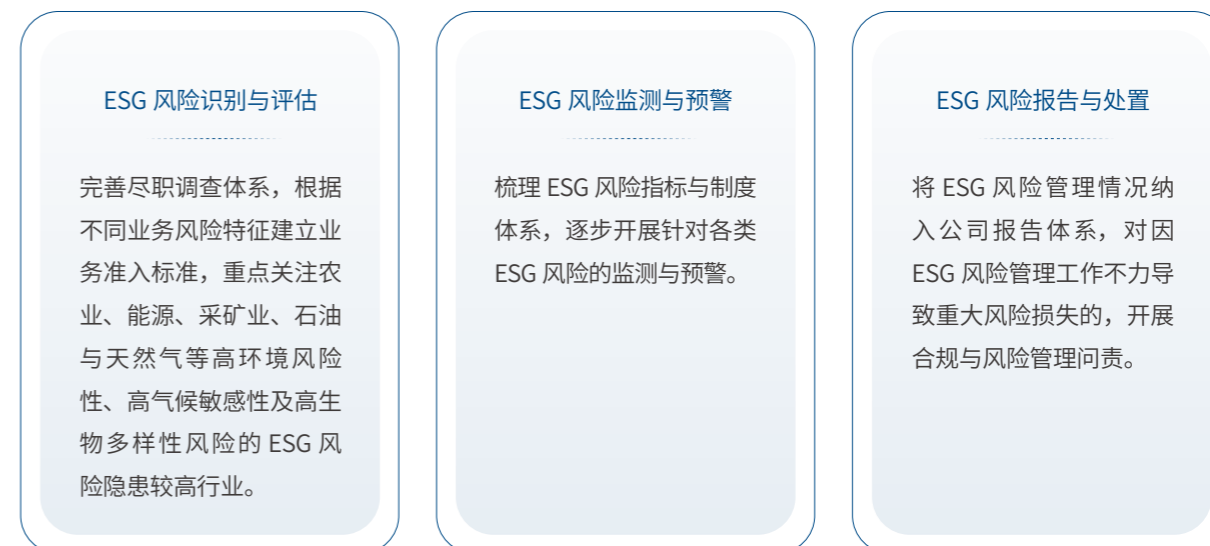 ESG 风险识别与评估
完善尽职调查体系，根据
不同业务风险特征建立业
务准入标准，重点关注农
业、能源、采矿业、石油
与天然气等高环境风险
性、高气候敏感性及高生
物多样性风险的 ESG 风
险隐患较高行业。
ESG 风险监测与预警
梳理 ESG 风险指标与制度
体系，逐步开展针对各类
ESG 风险的监测与预警。
ESG 风险报告与处置
将 ESG 风险管理情况纳
入公司报告体系，对因
ESG 风险管理工作不力导
致重大风险损失的，开展
合规与风险管理问责。